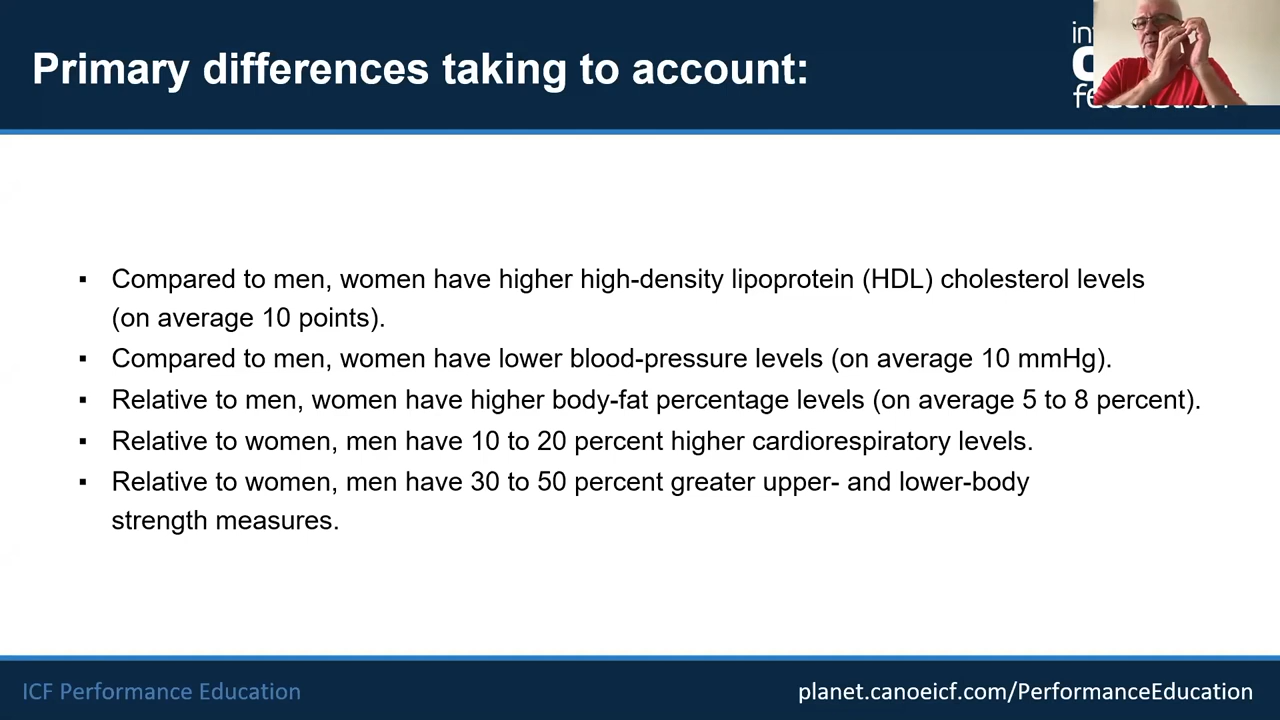 Primary differences taking to account:
▪ Compared to men, women have higher high-density lipoprotein (HDL) cholesterol levels
(on average 10 points).
▪ Compared to men, women have lower blood-pressure levels (on average 10 mmHg).
▪ Relative to men, women have higher body-fat percentage levels (on average 5 to 8 percent).
▪ Relative to women, men have 10 to 20 percent higher cardiorespiratory levels.
▪ Relative to women, men have 30 to 50 percent greater upper- and lower-body
strength measures.
ICF Performance Education
planet.canoeicf.com/PerformanceEducation